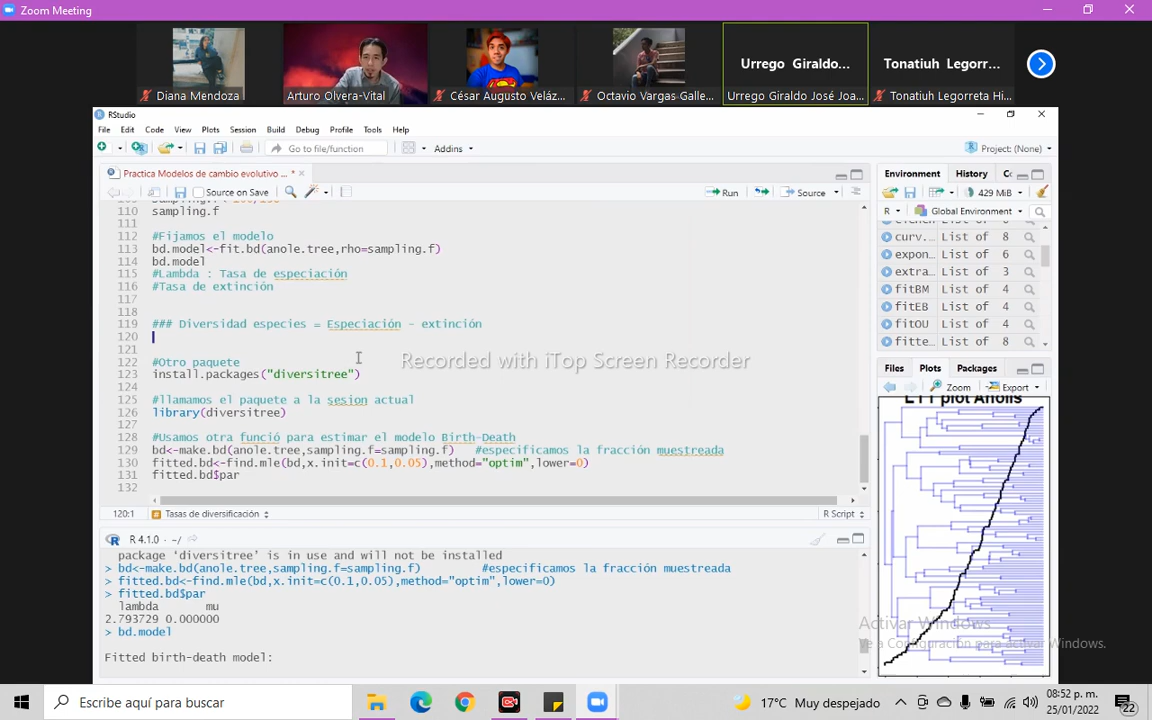 Zoom Meeting
Urrego Giraldo...
Tonatiuh Legorr...
Diana Mendoza
Arturo Olvera-Vital
César Augusto Veláz...
Octavio Vargas-Galle...
Urrego Giraldo José Joa...
Tonatiuh Legorreta Hi...
RStudio
File Edit Code View Plots Session Build Debug Profile Tools Help
Go to file/function
Addins
Project: (None)
Practica Modelos de cambio evolutivo ... *
Source on Save
Run
Source
110 sampling.f
111
112 #Fijamos el modelo
113 bd.model<-fit.bd(anole.tree,rho=sampling.f)
114 bd.model
115 #Lambda : Tasa de especiación
116 #Tasa de extinción
117
118
119 ### Diversidad especies = Especiación - extinción
120
121
122 #Otro paquete
123 install.packages("diversitree")
124
125 #llamamos el paquete a la sesion actual
126 library(diversitree)
127
128 #Usamos otra funció para estimar el modelo Birth-Death
129 bd<-make.bd(anole.tree,sampling.f=sampling.f) #especificamos la fracción muestreada
130 fitted.bd<-find.mle(bd,x.init=c(0.1,0.05),method="optim",lower=0)
131 fitted.bd$par
132
120:1 # Tasas de diversificación
R Script
Recorded with iTop Screen Recorder
R 4.1.0 · ~/
package ‘diversitree’ is in use and will not be installed
> bd<-make.bd(anole.tree,sampling.f=sampling.f) #especificamos la fracción muestreada
> fitted.bd<-find.mle(bd,x.init=c(0.1,0.05),method="optim",lower=0)
> fitted.bd$par
lambda mu
2.793729 0.000000
> bd.model
Fitted birth-death model:
Environment History
429 MiB
R Global Environment
curv... List of 8
expon... List of 6
extra... List of 3
fitBM List of 4
fitEB List of 4
fitOU List of 4
fitte... List of 8
Files Plots Packages
Zoom Export
LTT plot Anolis
Activar Windows
Ve a Configuración para activar Windows.
Escribe aquí para buscar
17°C Muy despejado
08:52 p. m.
25/01/2022
22